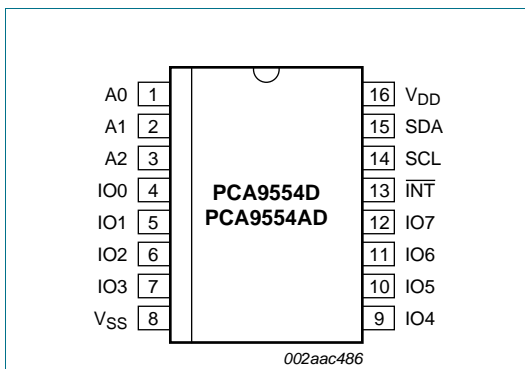 A0 1 16 VDD
A1 2 15 SDA
A2 3 14 SCL
IO0 4 13 INT
IO1 5 12 IO7
IO2 6 11 IO6
IO3 7 10 IO5
VSS 8 9 IO4
PCA9554D
PCA9554AD
002aac486